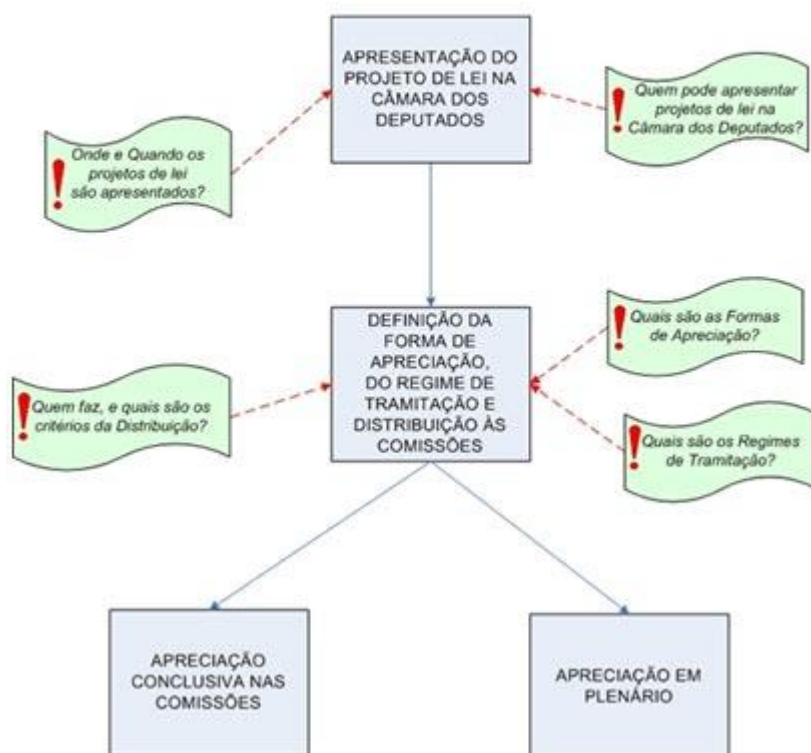 APRESENTAÇÃO DO
PROJETO DE LEI NA
CÂMARA DOS
DEPUTADOS
! Quem pode apresentar
projetos de lei na
Câmara dos Deputados?
! Onde e Quando os
projetos de lei
são apresentados?
DEFINIÇÃO DA
FORMA DE
APRECIAÇÃO,
DO REGIME DE
TRAMITAÇÃO E
DISTRIBUIÇÃO ÀS
COMISSÕES
! Quais são as Formas
de Apreciação?
! Quem faz, e quais são os
critérios da Distribuição?
! Quais são os Regimes
de Tramitação?
APRECIAÇÃO
CONCLUSIVA NAS
COMISSÕES
APRECIAÇÃO EM
PLENÁRIO